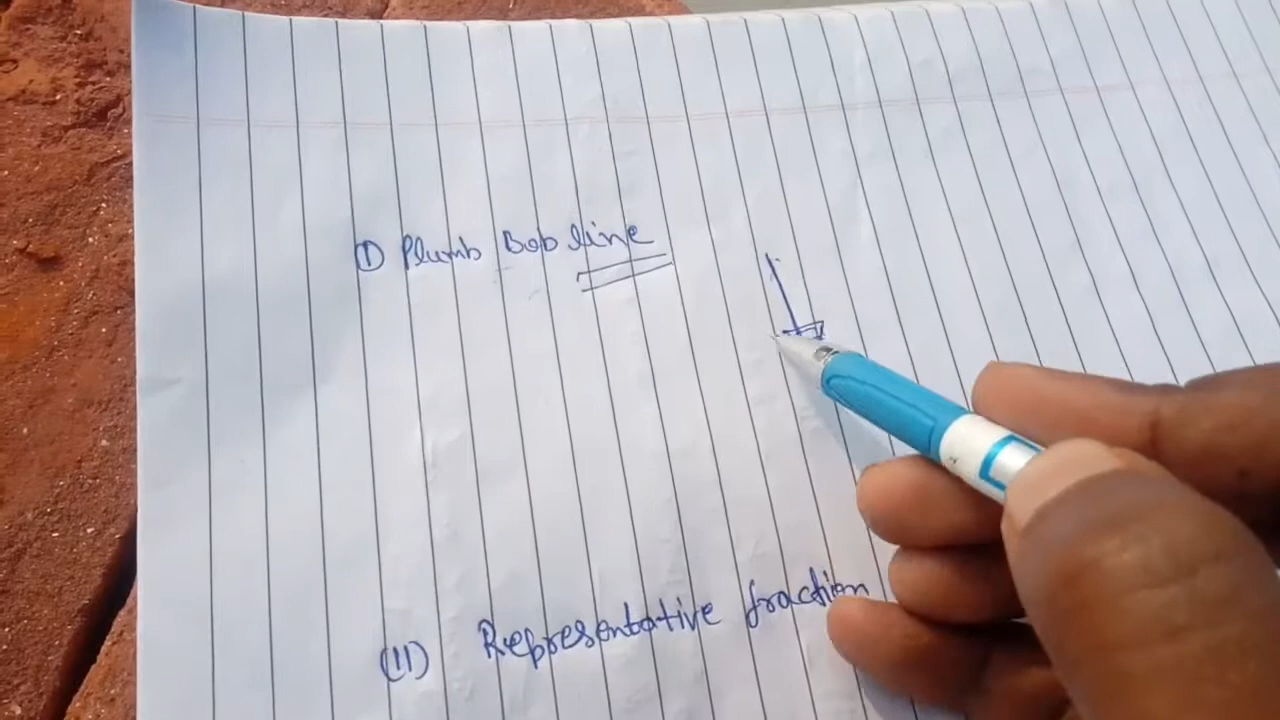 (I) Plumb Bob line
(II) Representative fraction